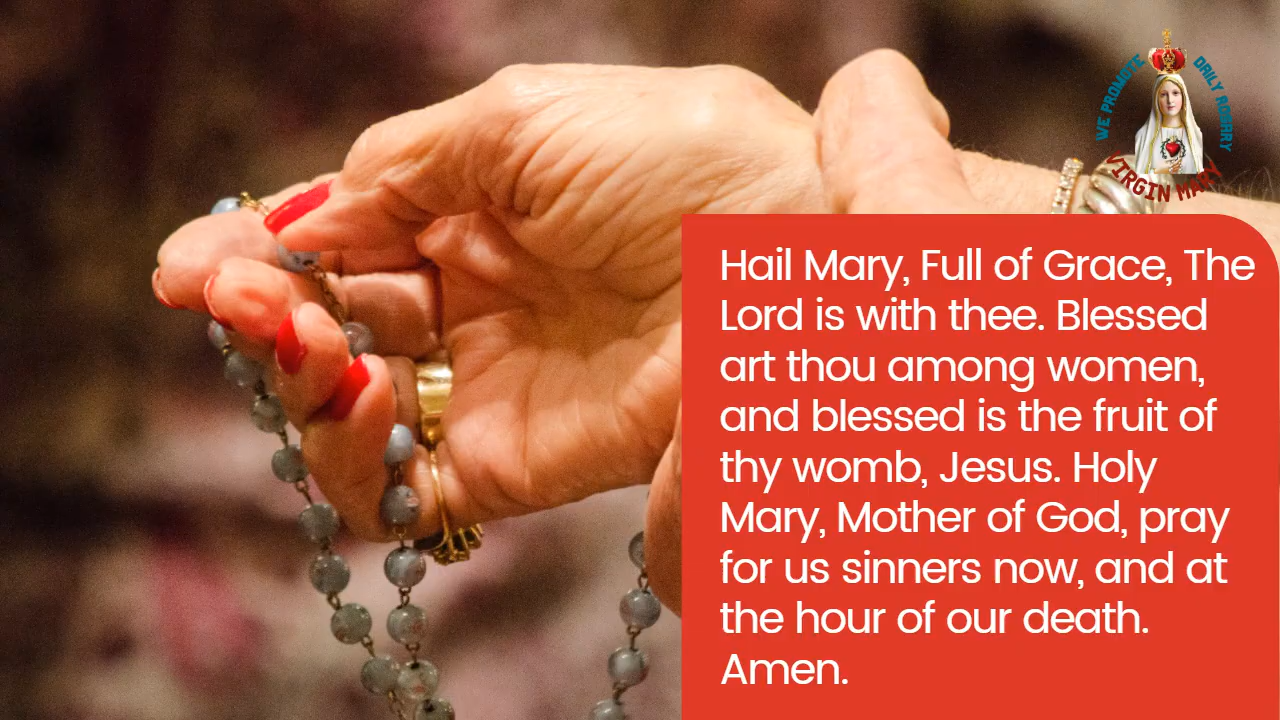 WE PROMOTE
DAILY ROSARRY
VIRGIN MARY
Hail Mary, Full of Grace, The
Lord is with thee. Blessed
art thou among women,
and blessed is the fruit of
thy womb, Jesus. Holy
Mary, Mother of God, pray
for us sinners now, and at
the hour of our death.
Amen.